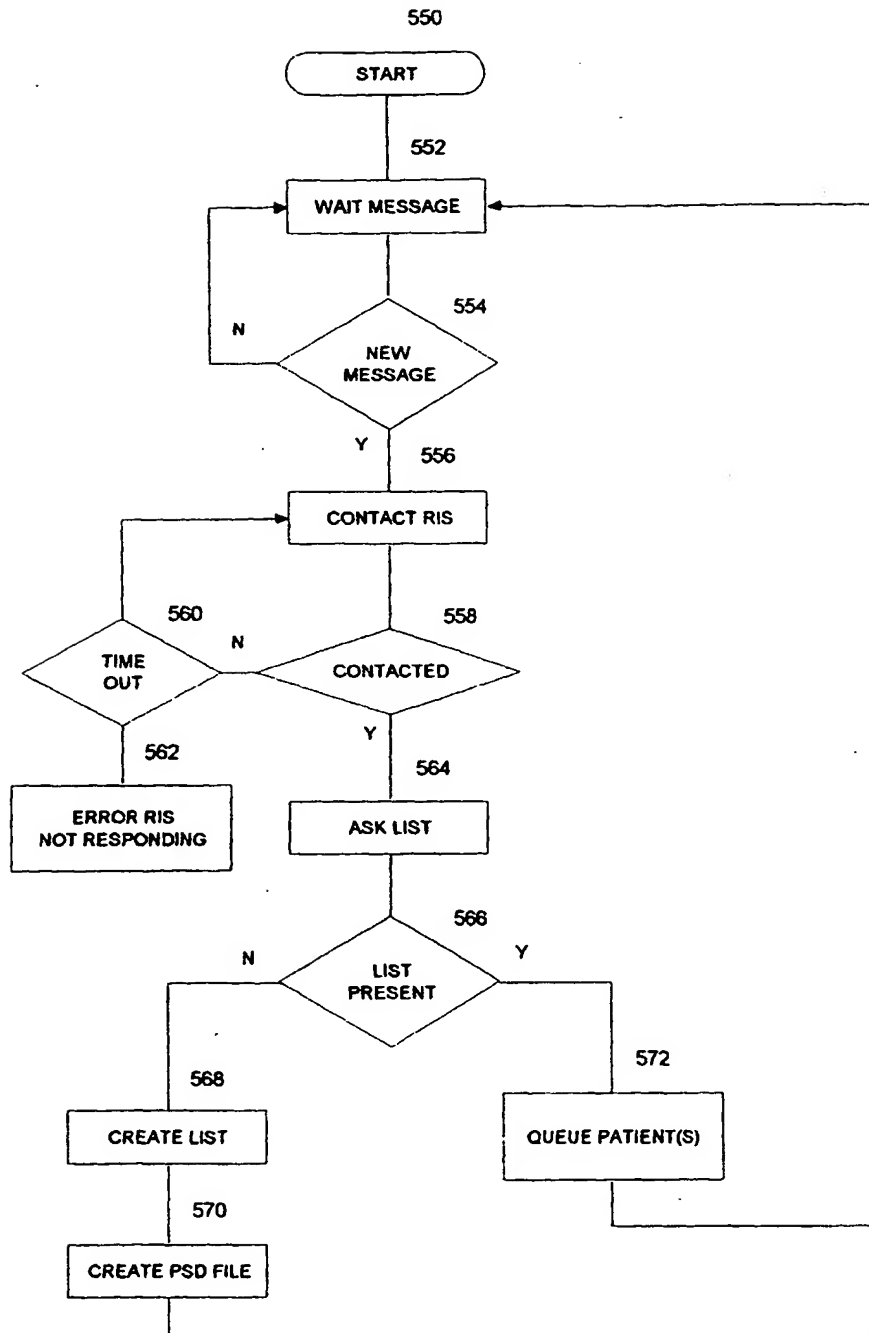 550
START
552
WAIT MESSAGE
554
N
NEW
MESSAGE
Y
556
CONTACT RIS
560
558
N
TIME
OUT
CONTACTED
Y
562
564
ERROR RIS
NOT RESPONDING
ASK LIST
566
N
Y
LIST
PRESENT
572
568
CREATE LIST
QUEUE PATIENT(S)
570
CREATE PSD FILE